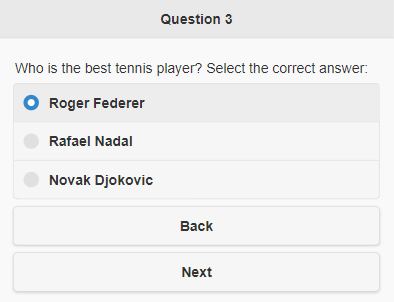 Question 3
Who is the best tennis player? Select the correct answer:
Roger Federer
Rafael Nadal
Novak Djokovic
Back
Next